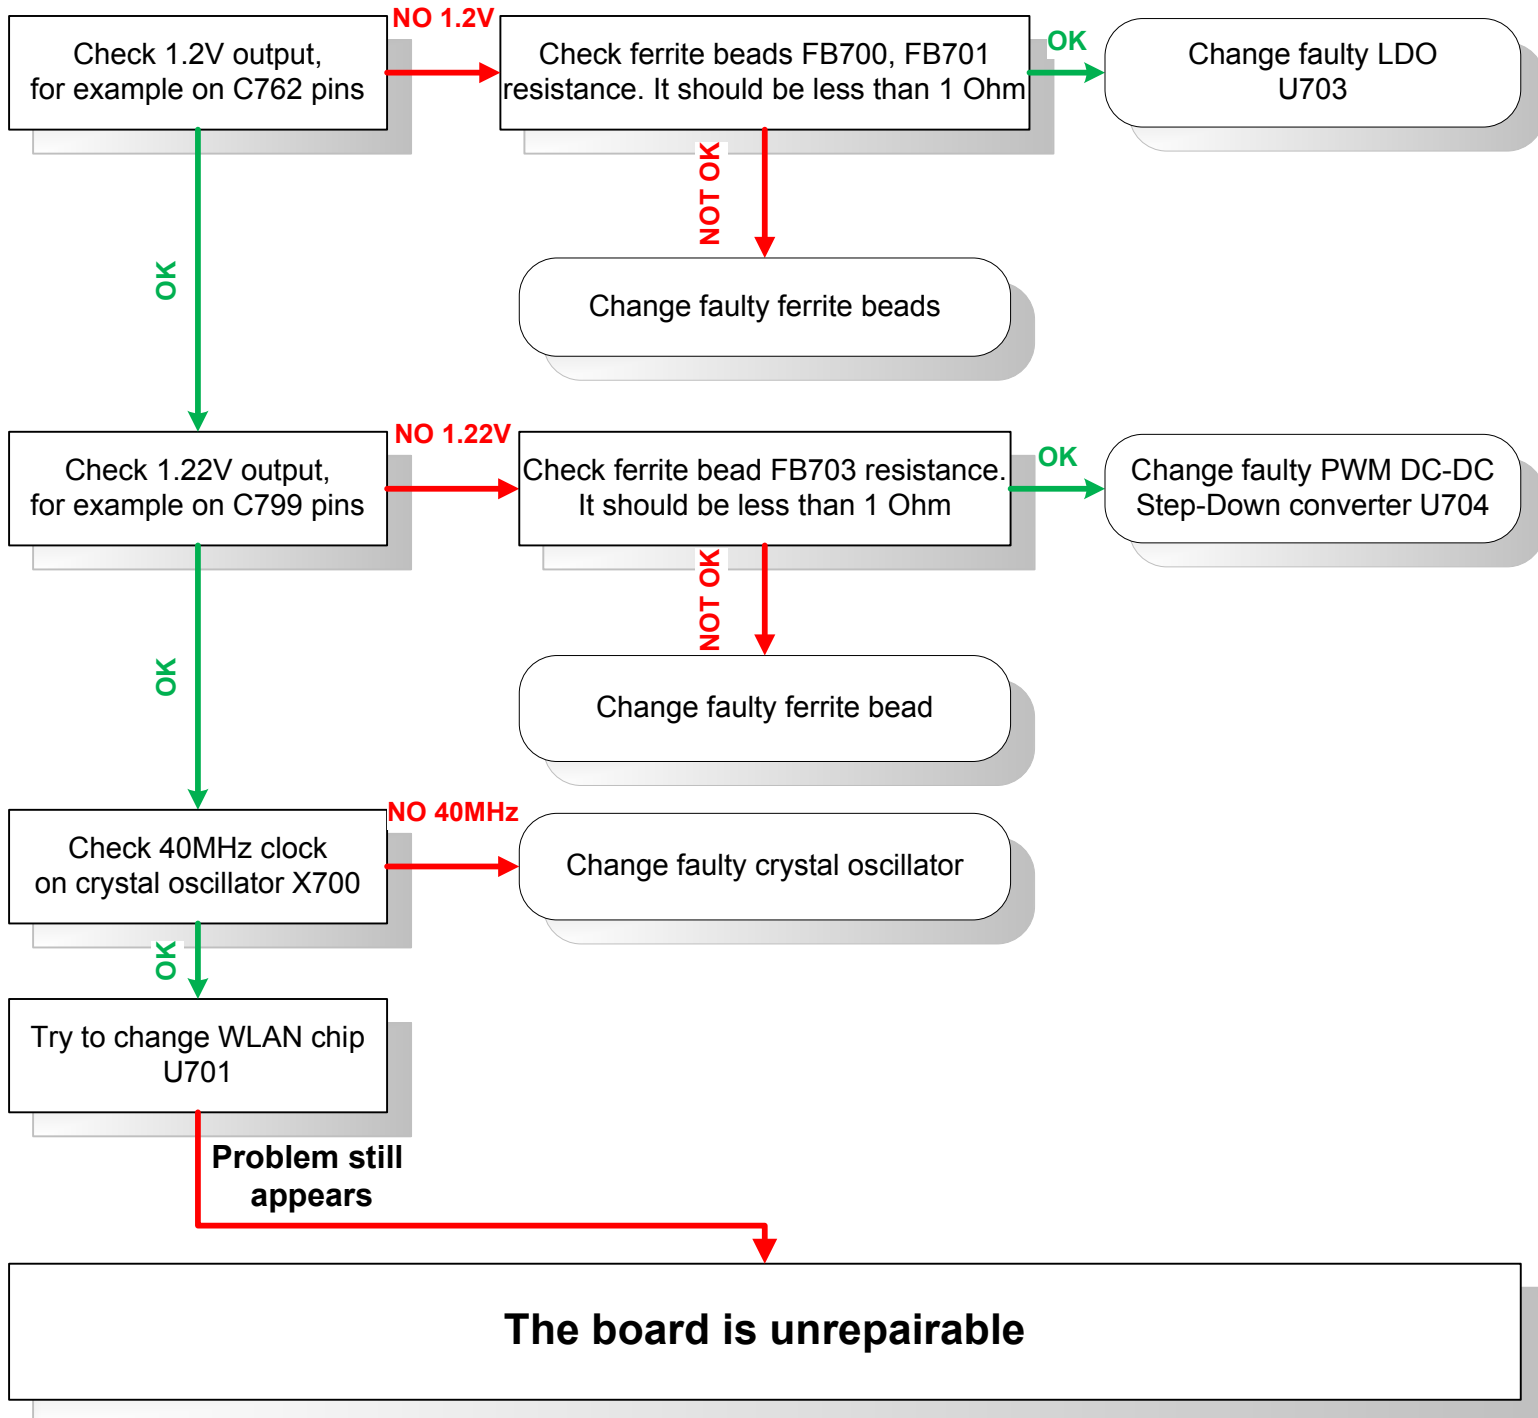 NO 1.2V
Check 1.2V output,
for example on C762 pins
Check ferrite beads FB700, FB701
resistance. It should be less than 1 Ohm
OK
Change faulty LDO
U703
NOT OK
OK
Change faulty ferrite beads
NO 1.22V
Check 1.22V output,
for example on C799 pins
Check ferrite bead FB703 resistance.
It should be less than 1 Ohm
OK
Change faulty PWM DC-DC
Step-Down converter U704
NOT OK
OK
Change faulty ferrite bead
NO 40MHz
Check 40MHz clock
on crystal oscillator X700
Change faulty crystal oscillator
OK
Try to change WLAN chip
U701
Problem still
appears
The board is unrepairable